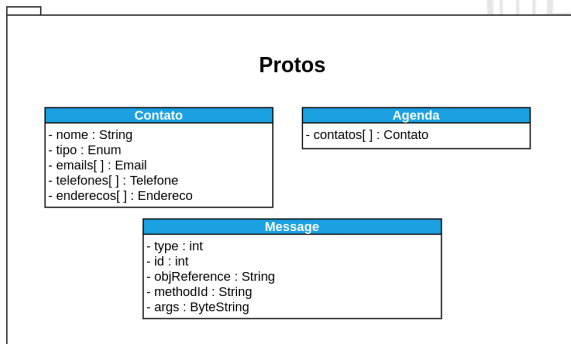 Protos
Contato
- nome : String
- tipo : Enum
- emails[ ] : Email
- telefones[ ] : Telefone
- enderecos[ ] : Endereco
Agenda
- contatos[ ] : Contato
Message
- type : int
- id : int
- objReference : String
- methodId : String
- args : ByteString